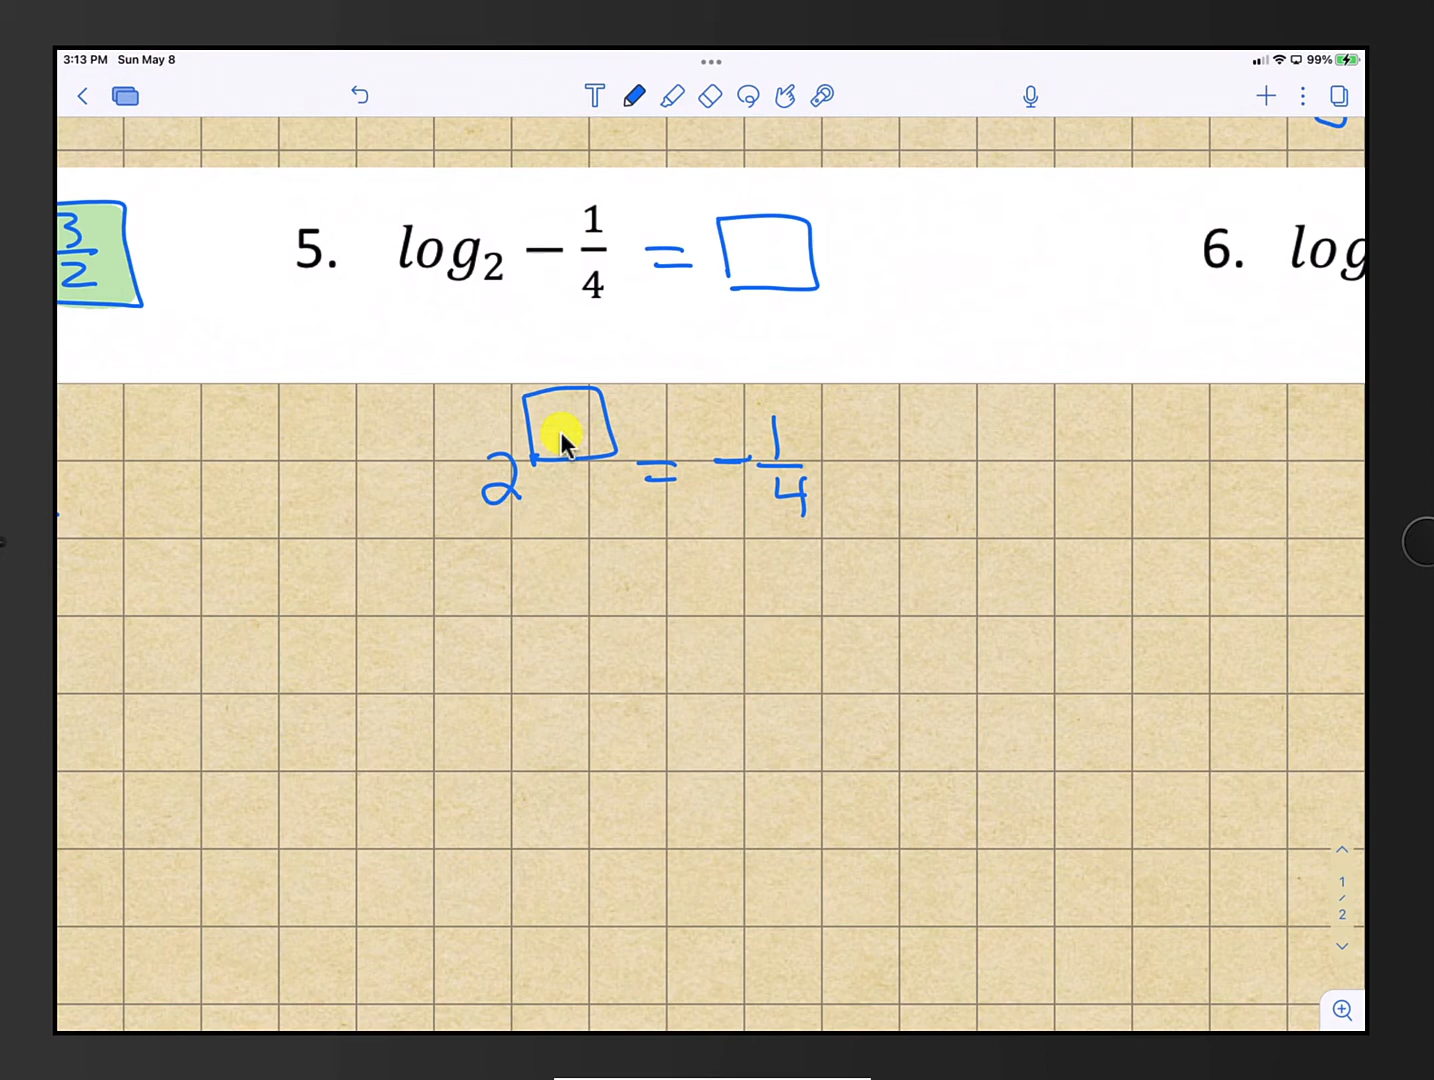 3:13 PM Sun May 8
99%
3/2
5. log₂ − 1/4 = □
6. log
2^□ = − 1/4
1
/
2